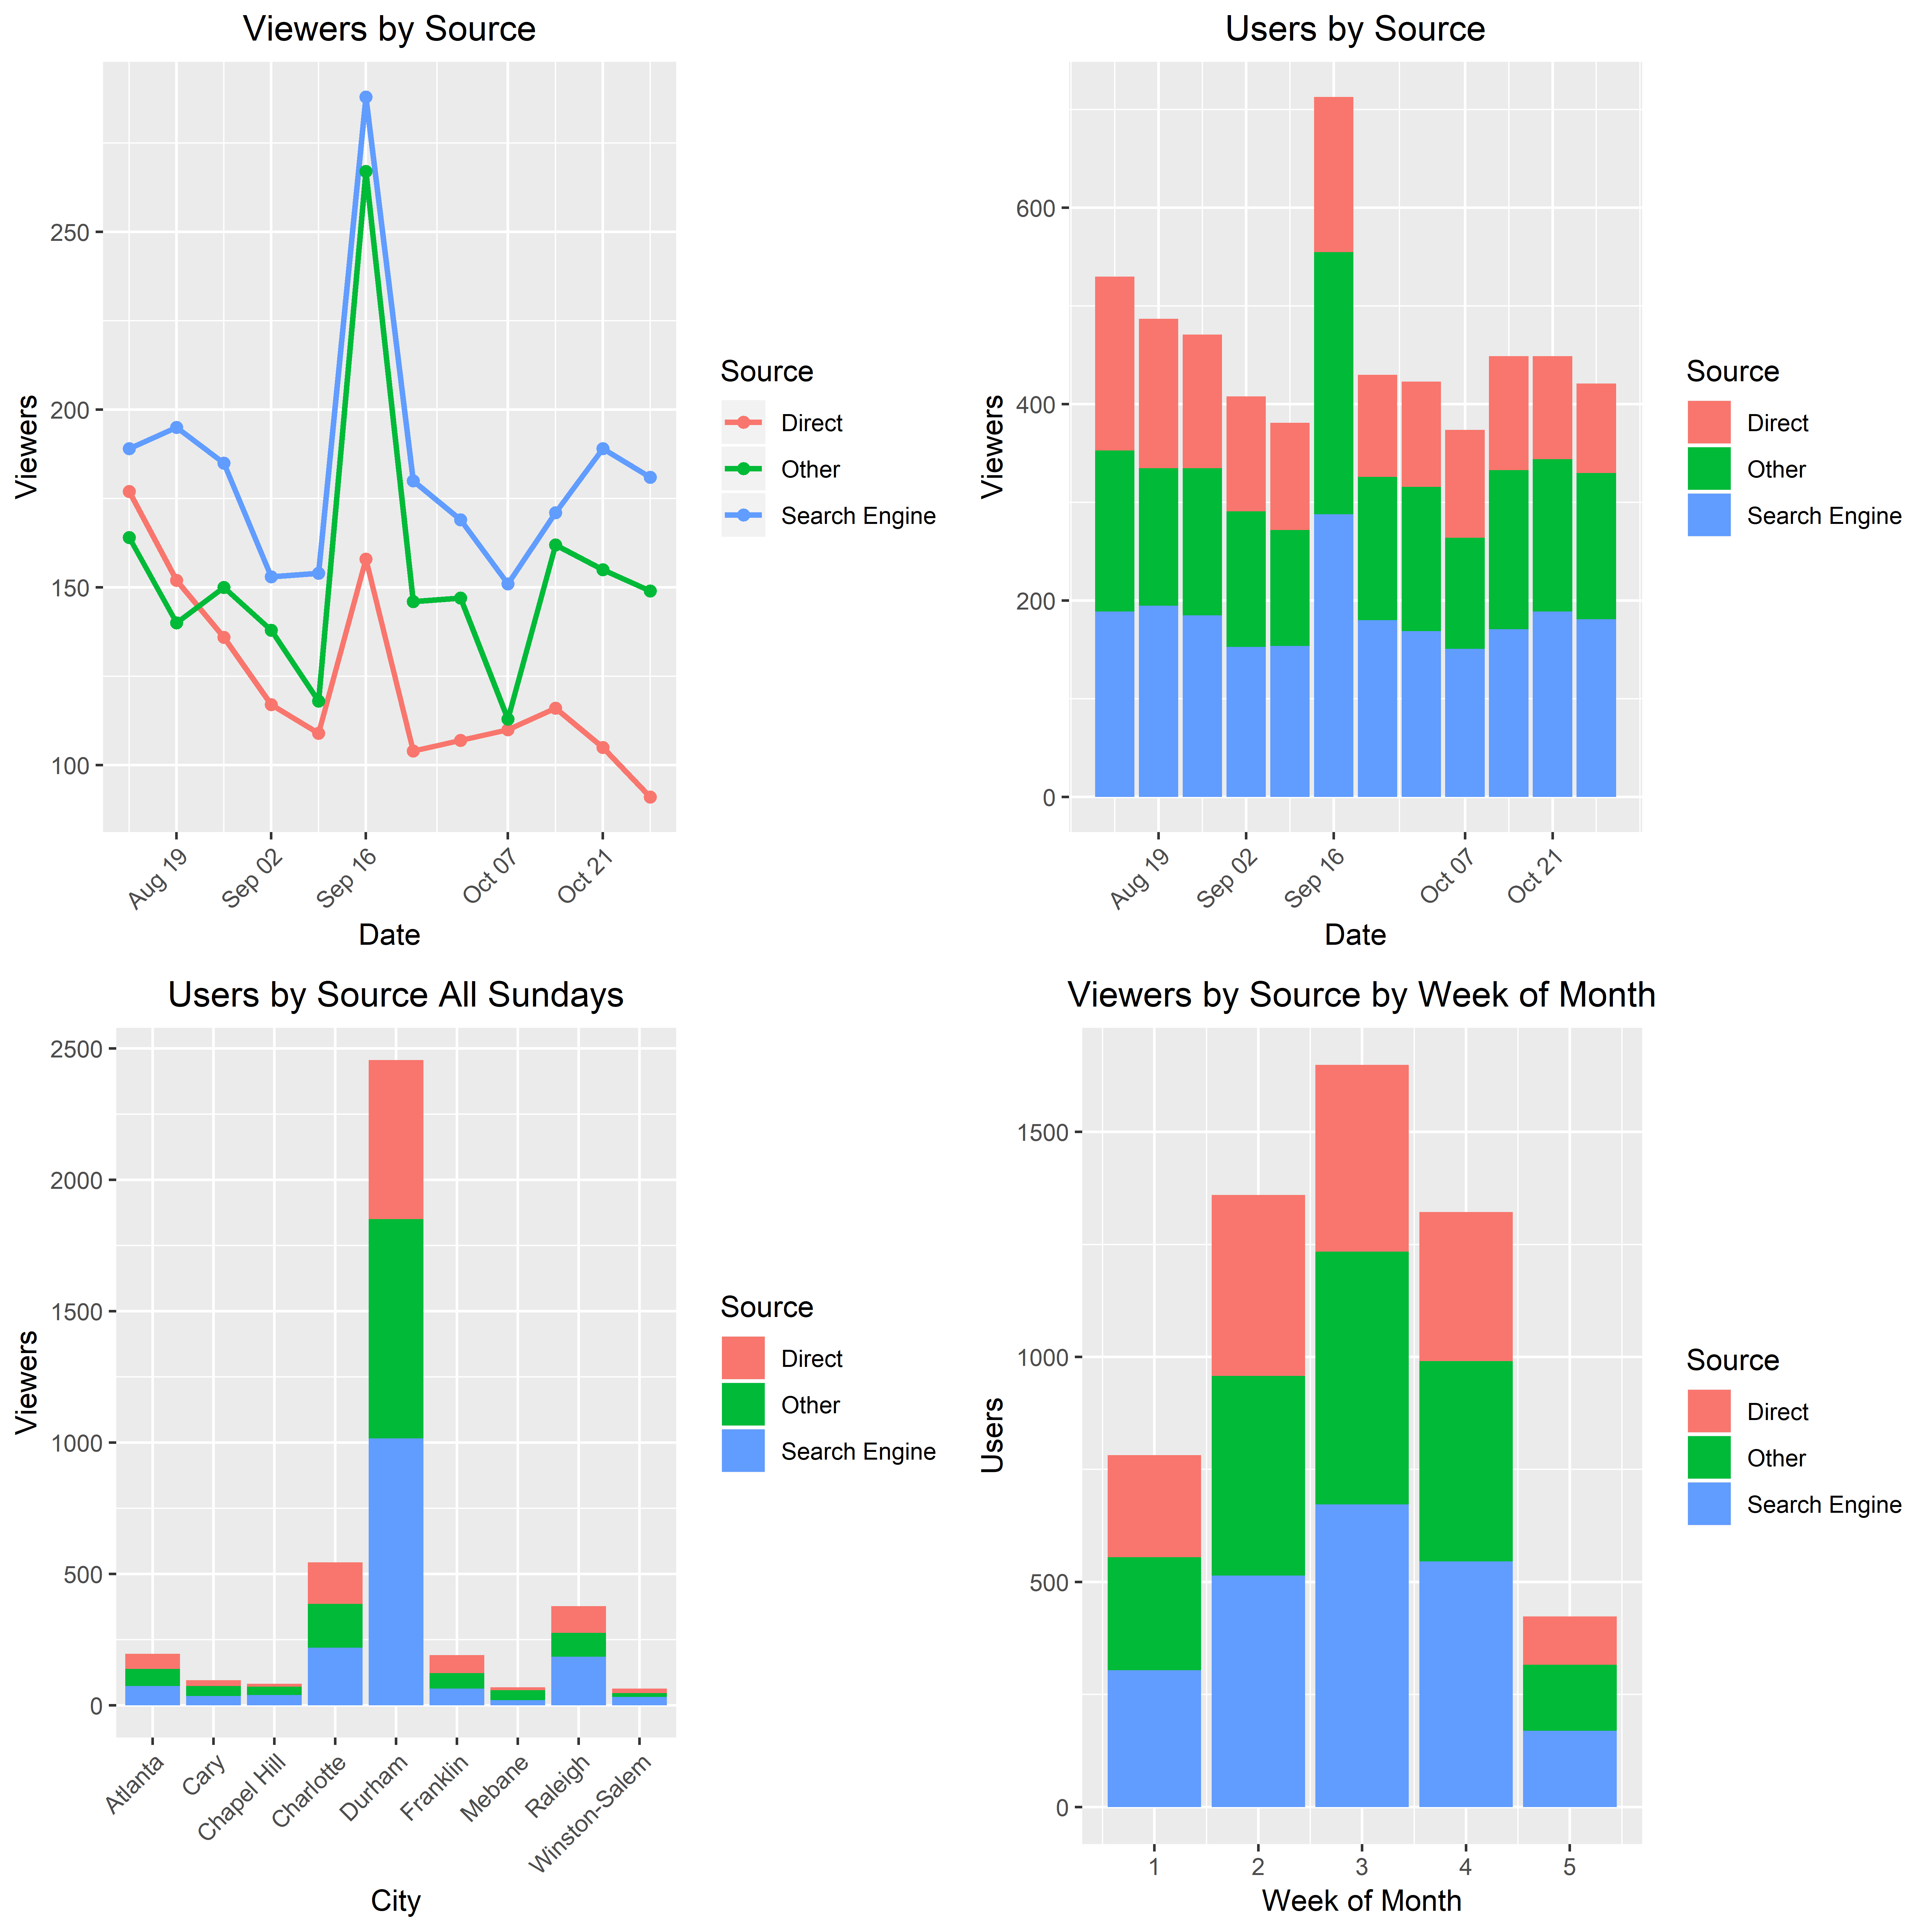 Viewers by Source
Viewers
250
200
150
100
Aug 19
Sep 02
Sep 16
Oct 07
Oct 21
Date
Source
Direct
Other
Search Engine
Users by Source
Viewers
600
400
200
0
Aug 19
Sep 02
Sep 16
Oct 07
Oct 21
Date
Source
Direct
Other
Search Engine
Users by Source All Sundays
Viewers
2500
2000
1500
1000
500
0
Atlanta
Cary
Chapel Hill
Charlotte
Durham
Franklin
Mebane
Raleigh
Winston-Salem
City
Source
Direct
Other
Search Engine
Viewers by Source by Week of Month
Users
1500
1000
500
0
1
2
3
4
5
Week of Month
Source
Direct
Other
Search Engine